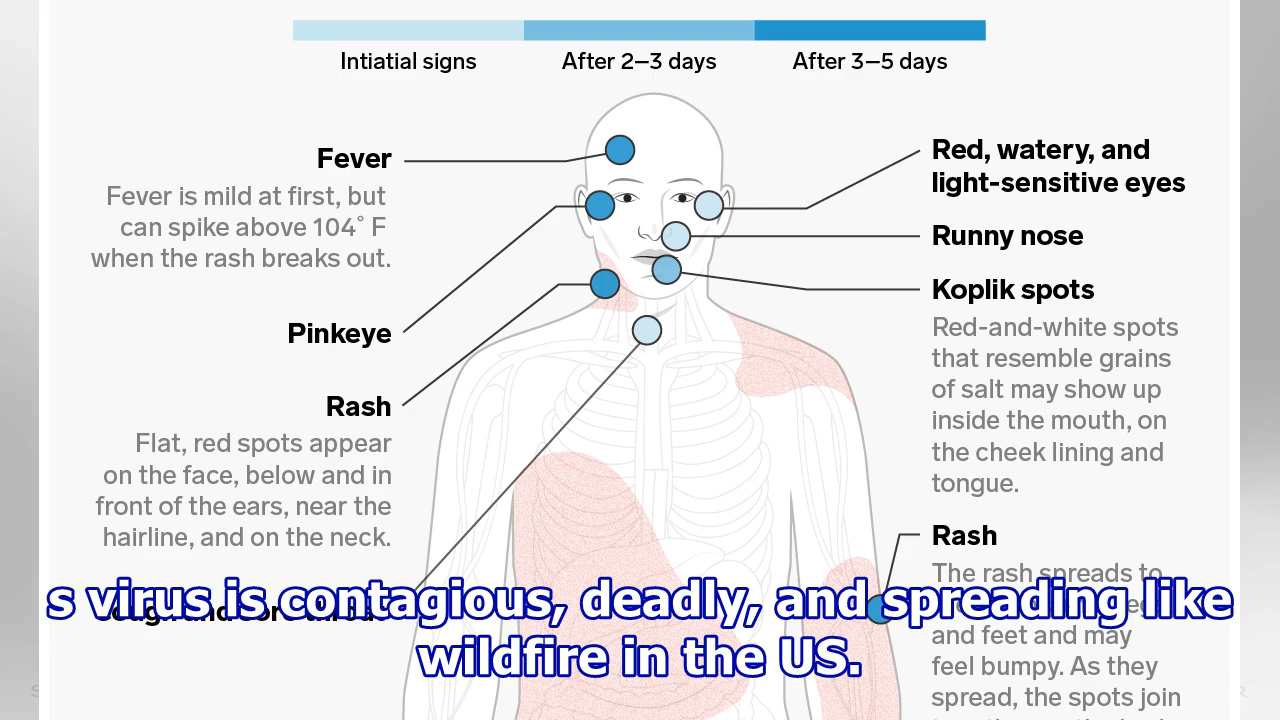 Intiatial signs
After 2–3 days
After 3–5 days
Fever
Fever is mild at first, but
can spike above 104° F
when the rash breaks out.
Pinkeye
Rash
Flat, red spots appear
on the face, below and in
front of the ears, near the
hairline, and on the neck.
Red, watery, and
light-sensitive eyes
Runny nose
Koplik spots
Red-and-white spots
that resemble grains
of salt may show up
inside the mouth, on
the cheek lining and
tongue.
Rash
The rash spreads to
and feet and may
feel bumpy. As they
spread, the spots join
s virus is contagious, deadly, and spreading like
wildfire in the US.